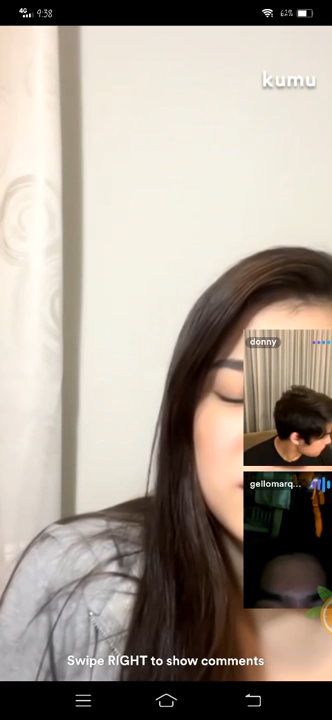 4G 9:38 62%
kumu
donny
gellomarq...
Swipe RIGHT to show comments